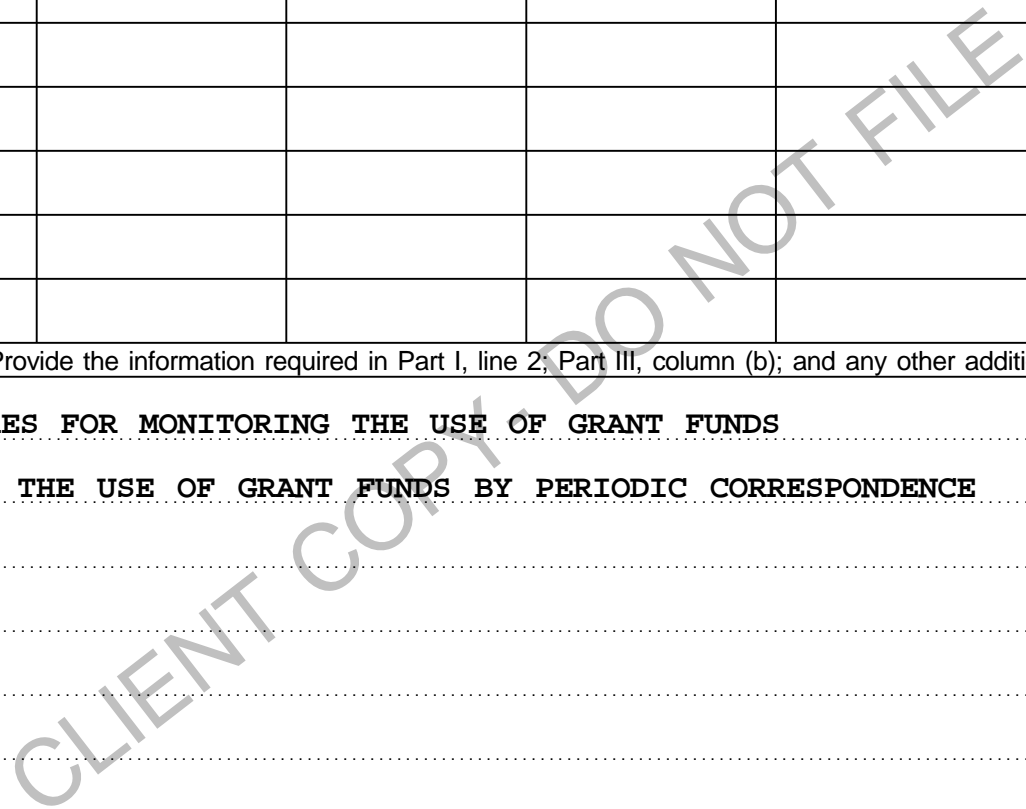 Provide the information required in Part I, line 2; Part III, column (b); and any other additi
ES FOR MONITORING THE USE OF GRANT FUNDS
THE USE OF GRANT FUNDS BY PERIODIC CORRESPONDENCE
CLIENT COPY - DO NOT FILE